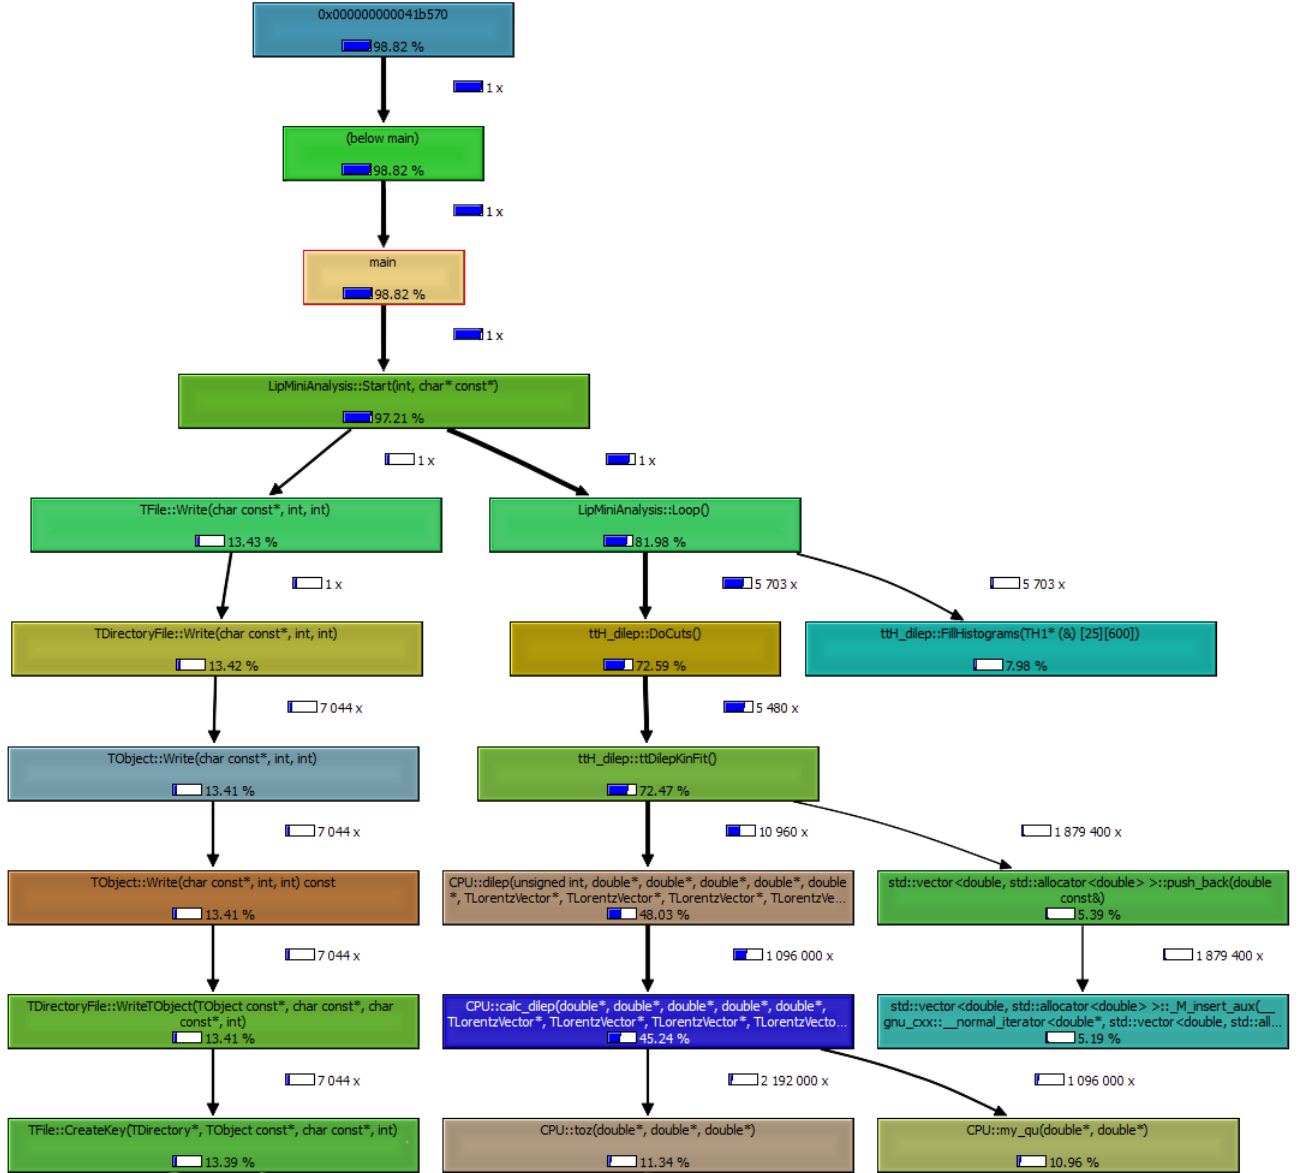 0x000000000041b570
98.82 %
1 x
(below main)
98.82 %
1 x
main
98.82 %
1 x
LipMiniAnalysis::Start(int, char* const*)
97.21 %
1 x
1 x
TFile::Write(char const*, int, int)
13.43 %
LipMiniAnalysis::Loop()
81.98 %
1 x
5 703 x
5 703 x
TDirectoryFile::Write(char const*, int, int)
13.42 %
ttH_dilep::DoCuts()
72.59 %
ttH_dilep::FillHistograms(TH1* (&) [25][600])
7.98 %
7 044 x
5 480 x
TObject::Write(char const*, int, int)
13.41 %
ttH_dilep::ttDilepKinFit()
72.47 %
7 044 x
10 960 x
1 879 400 x
TObject::Write(char const*, int, int) const
13.41 %
CPU::dilep(unsigned int, double*, double*, double*, double*, double
*, TLorentzVector*, TLorentzVector*, TLorentzVector*, TLorentzVe...
48.03 %
std::vector<double, std::allocator<double> >::push_back(double
const&)
5.39 %
7 044 x
1 096 000 x
1 879 400 x
TDirectoryFile::WriteTObject(TObject const*, char const*, char
const*, int)
13.41 %
CPU::calc_dilep(double*, double*, double*, double*, double*,
TLorentzVector*, TLorentzVector*, TLorentzVector*, TLorentzVecto...
45.24 %
std::vector<double, std::allocator<double> >::_M_insert_aux(__
gnu_cxx::__normal_iterator<double*, std::vector<double, std::all...
5.19 %
7 044 x
2 192 000 x
1 096 000 x
TFile::CreateKey(TDirectory*, TObject const*, char const*, int)
13.39 %
CPU::toz(double*, double*, double*)
11.34 %
CPU::my_qu(double*, double*)
10.96 %